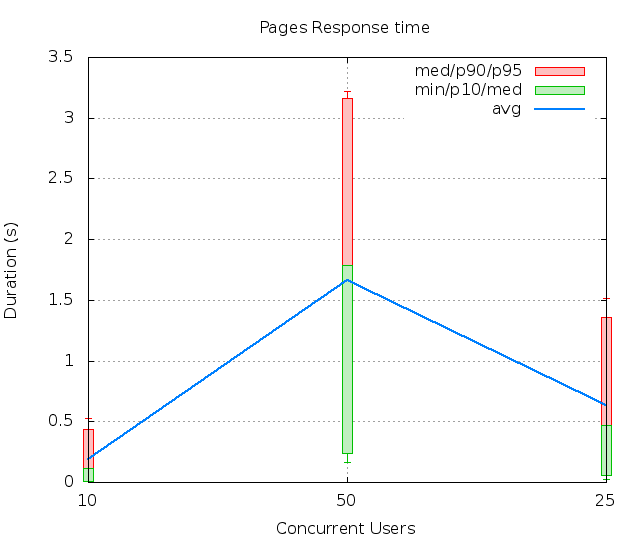 Pages Response time
3.5
3
2.5
2
1.5
1
0.5
0
Duration (s)
med/p90/p95
min/p10/med
avg
10
50
25
Concurrent Users